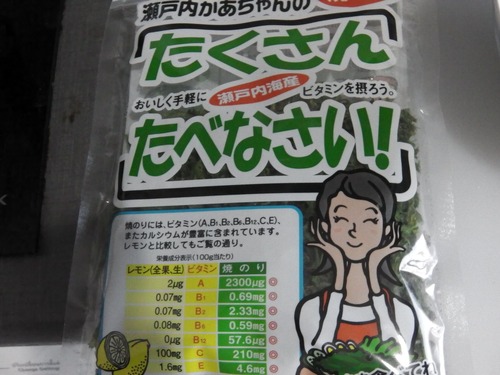 瀬戸内かあちゃんの
たくさん
おいしく手軽に
瀬戸内海産
ビタミンを摂ろう。
たべなさい!
焼のりには、ビタミン(A,B1,B2,B6,B12,C,E)、
またカルシウムが豊富に含まれています。
レモンと比較してもご覧の通り。
栄養成分表示(100g当たり)
レモン(全果、生) ビタミン 焼のり
2μg A 2300μg ◎
0.07mg B1 0.69mg ◎
0.07mg B2 2.33mg ◎
0.08mg B6 0.59mg ◎
0μg B12 57.6μg ◎
100mg C 210mg ◎
1.6mg E 4.6mg ◎